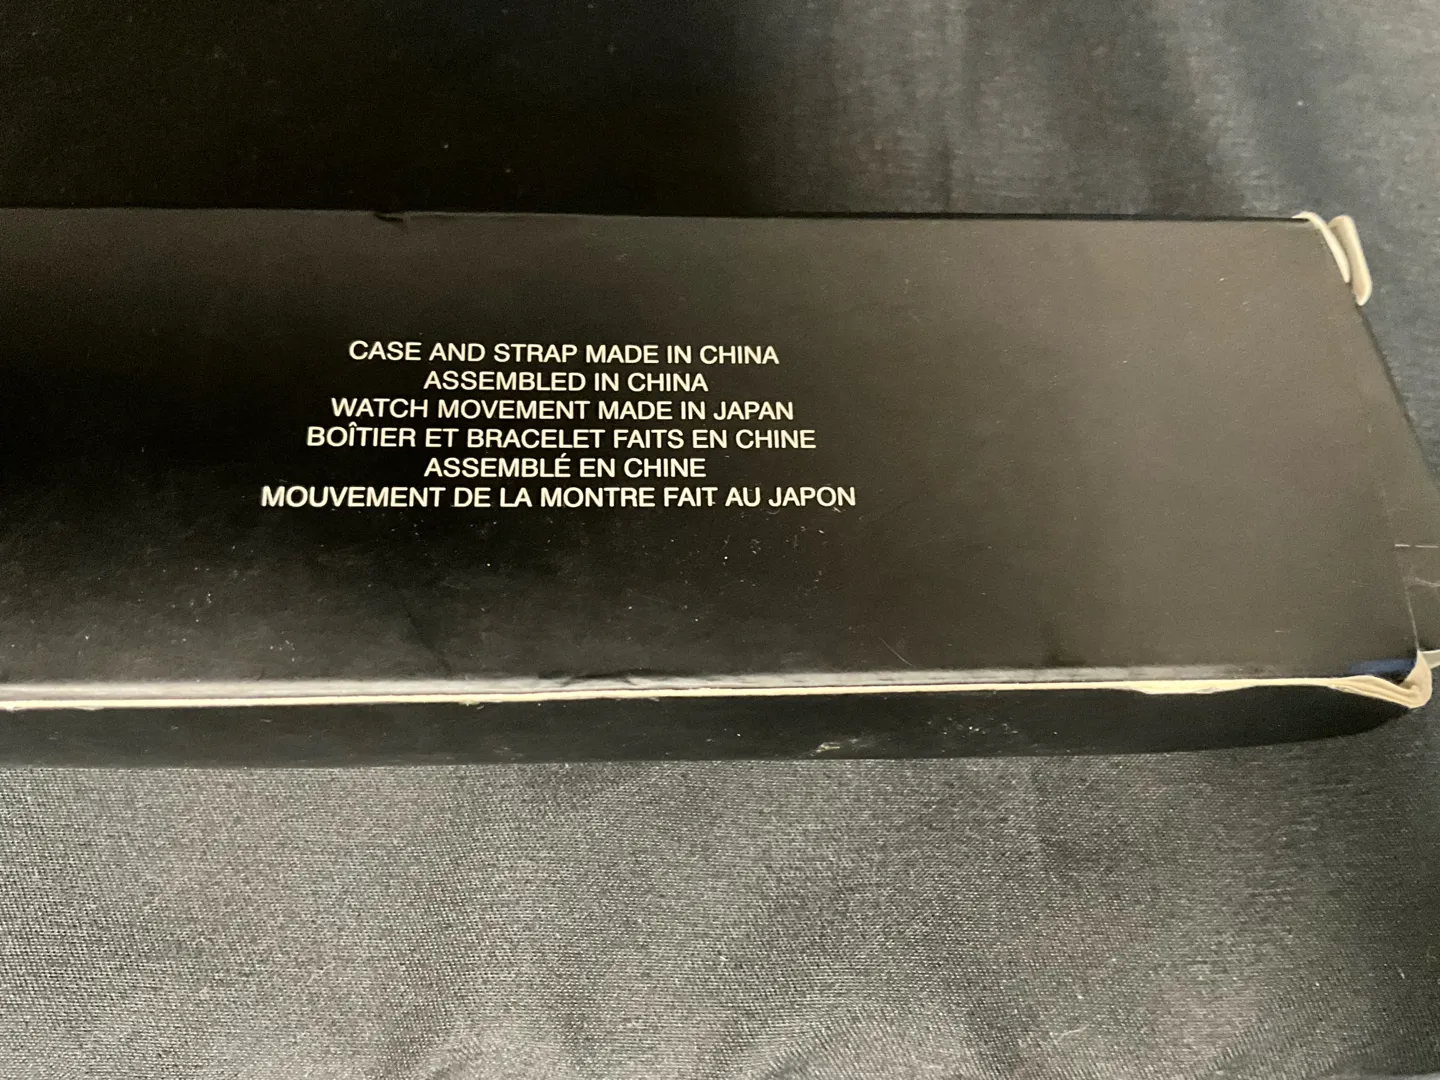 CASE AND STRAP MADE IN CHINA
ASSEMBLED IN CHINA
WATCH MOVEMENT MADE IN JAPAN
BOÎTIER ET BRACELET FAITS EN CHINE
ASSEMBLÉ EN CHINE
MOUVEMENT DE LA MONTRE FAIT AU JAPON